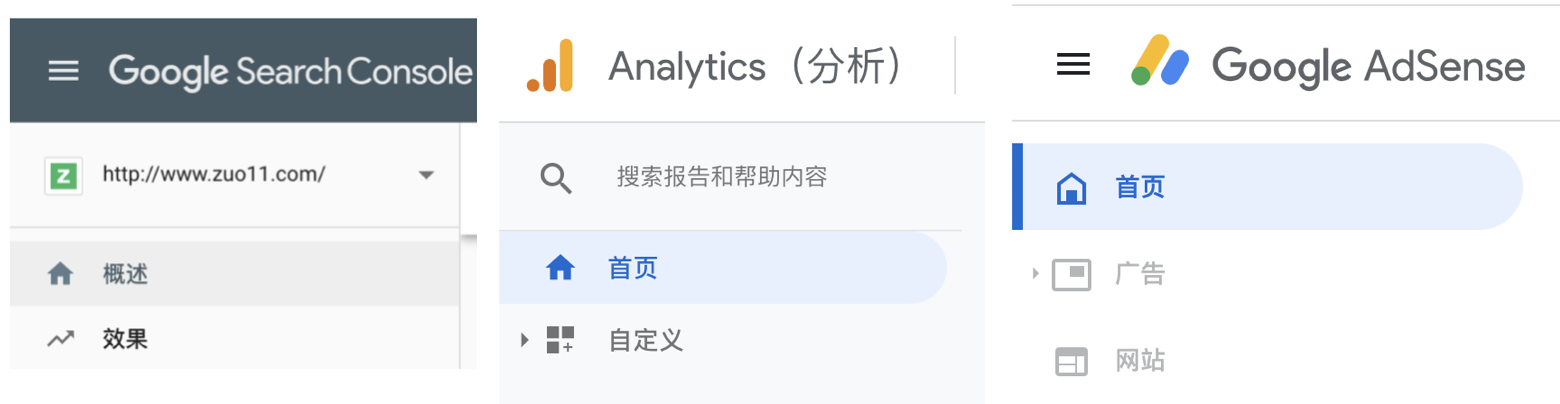 Google Search Console
http://www.zuo11.com/
概述
效果
Analytics（分析）
搜索报告和帮助内容
首页
自定义
Google AdSense
首页
广告
网站